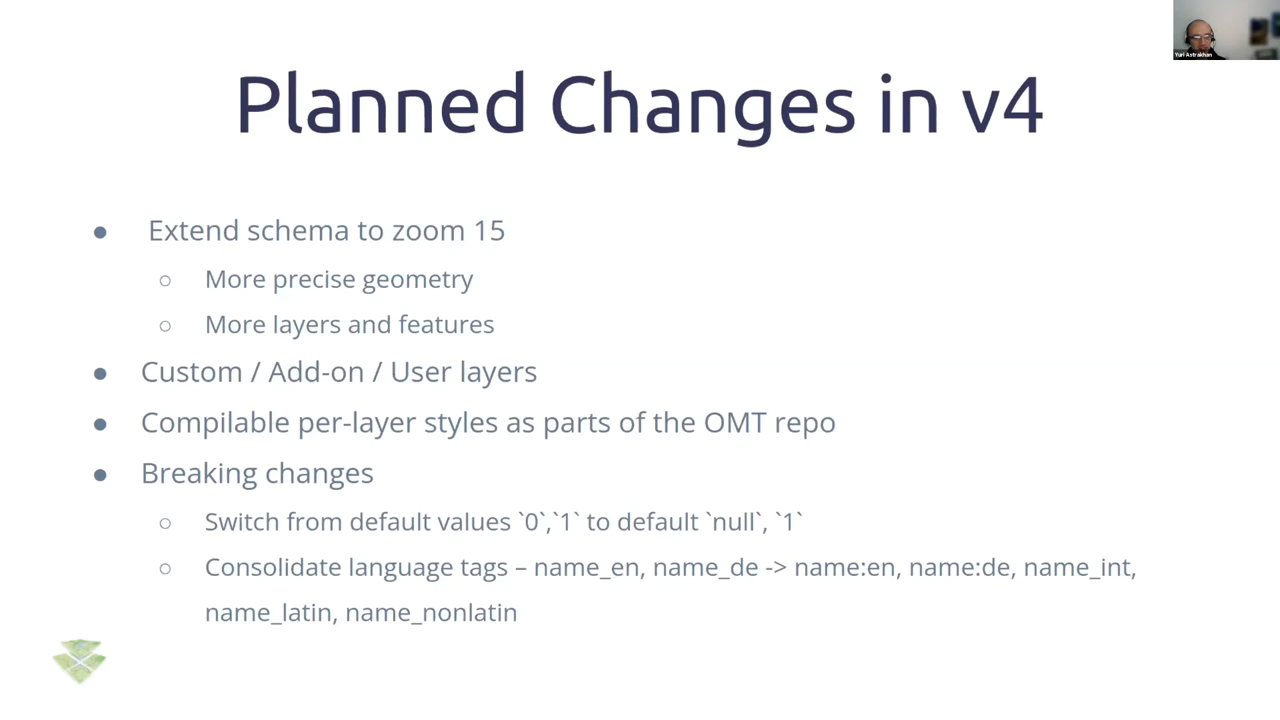 Yuri Astrakhan
Planned Changes in v4
● Extend schema to zoom 15
○ More precise geometry
○ More layers and features
● Custom / Add-on / User layers
● Compilable per-layer styles as parts of the OMT repo
● Breaking changes
○ Switch from default values `0`,`1` to default `null`, `1`
○ Consolidate language tags – name_en, name_de -> name:en, name:de, name_int,
name_latin, name_nonlatin